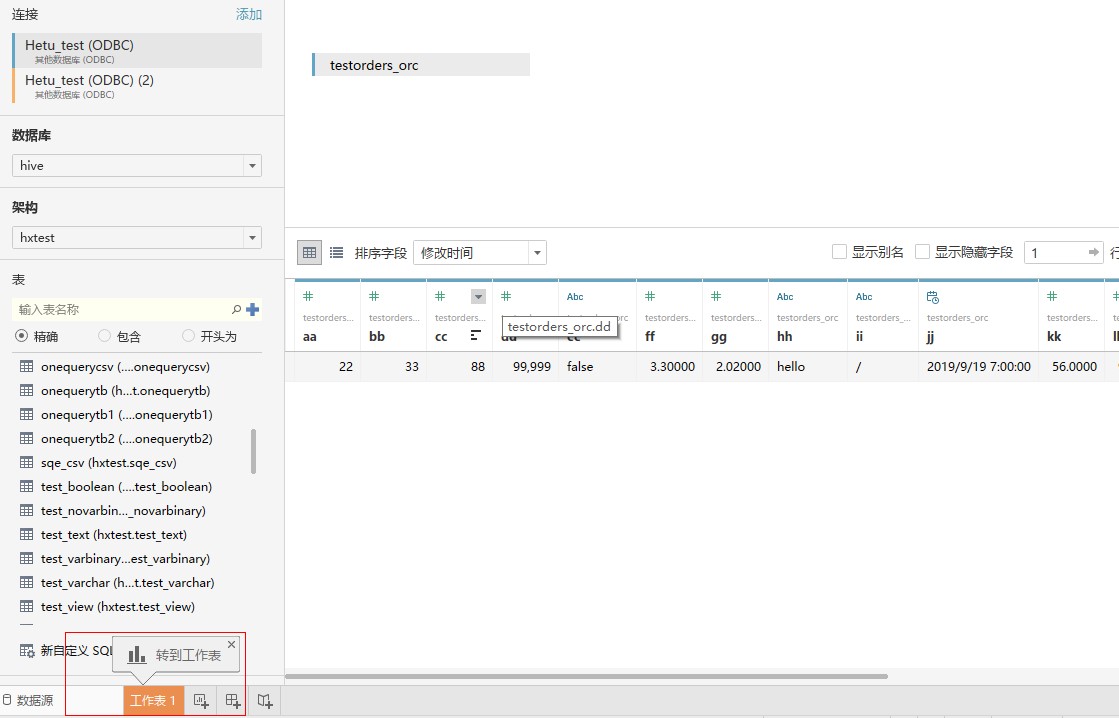 连接
添加
Hetu_test (ODBC)
其他数据库 (ODBC)
Hetu_test (ODBC) (2)
其他数据库 (ODBC)
数据库
hive
架构
hxtest
表
输入表名称
精确 包含 开头为
onequerycsv (....onequerycsv)
onequerytb (h...t.onequerytb)
onequerytb1 (....onequerytb1)
onequerytb2 (....onequerytb2)
sqe_csv (hxtest.sqe_csv)
test_boolean (....test_boolean)
test_novarbin..._novarbinary)
test_text (hxtest.test_text)
test_varbinary...est_varbinary)
test_varchar (h...t.test_varchar)
test_view (hxtest.test_view)
新自定义 SQL
转到工作表
数据源
工作表 1
testorders_orc
排序字段 修改时间 显示别名 显示隐藏字段 1 行
Abc Abc Abc
testorders... testorders... testorders... testorders... testorders... testorders_orc testorders_... testorders_orc testorders...
testorders_orc.dd
aa bb cc ff gg hh ii jj kk
22 33 88 99,999 false 3.30000 2.02000 hello / 2019/9/19 7:00:00 56.0000